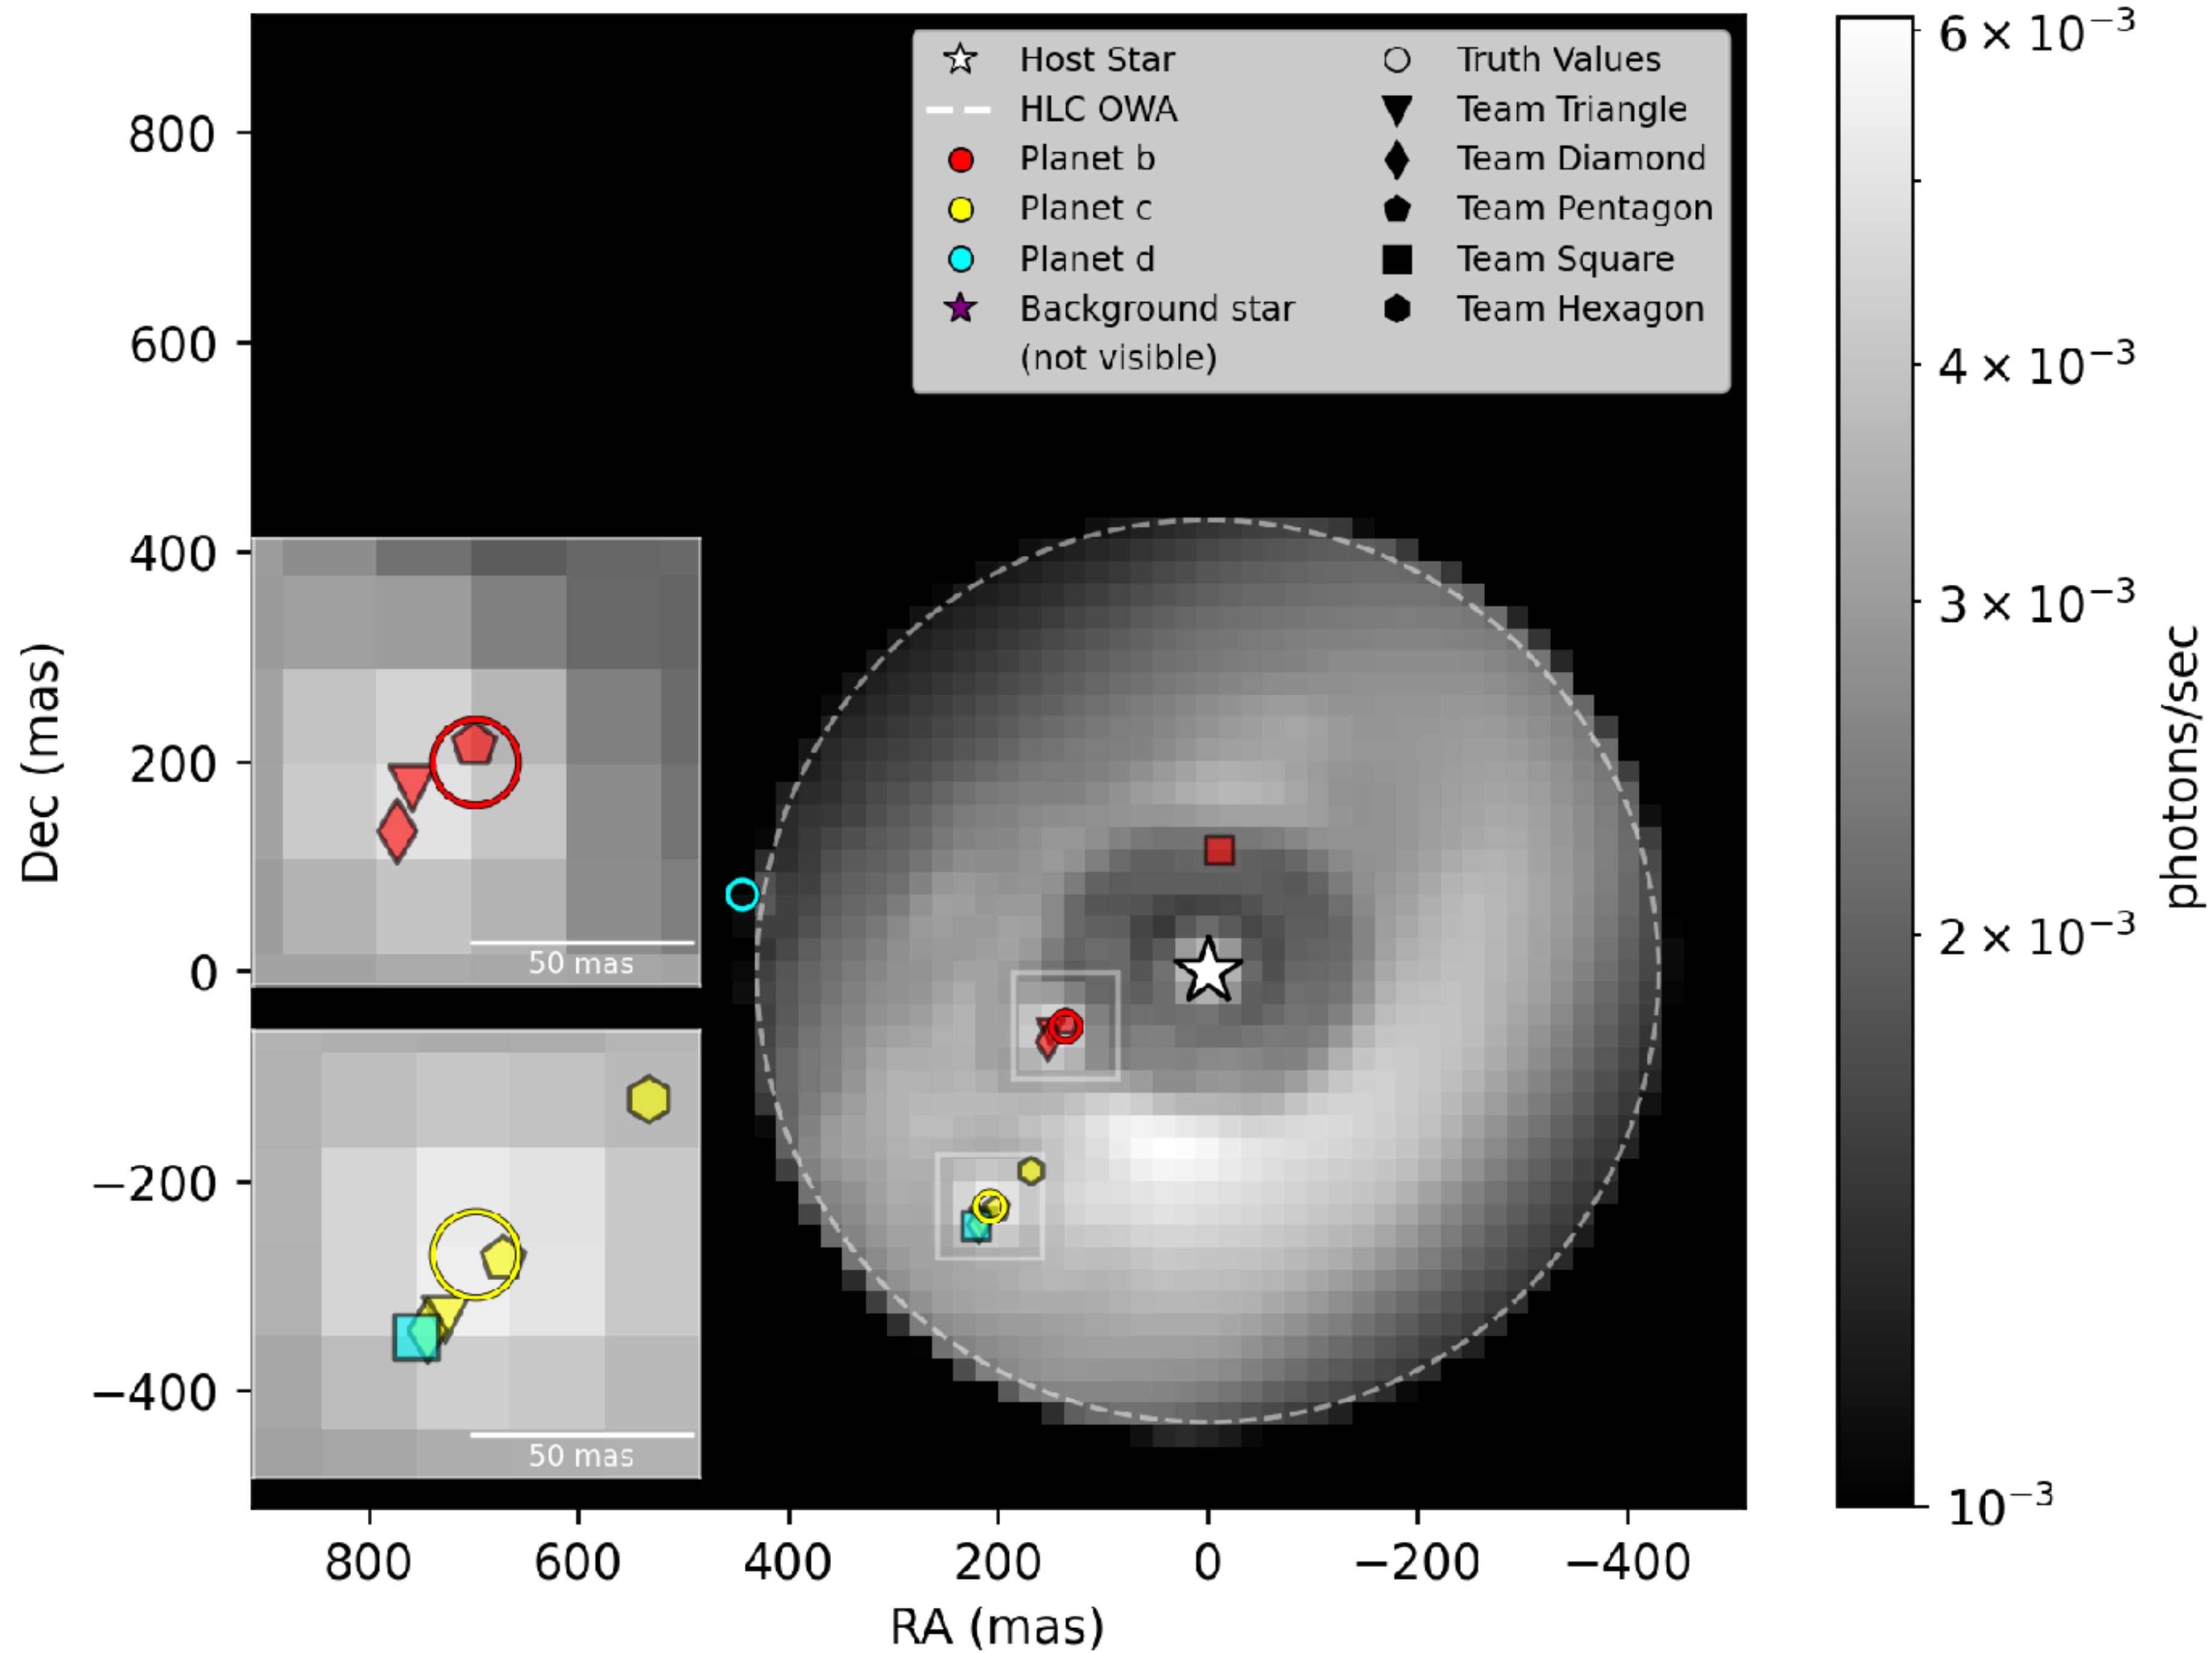 Host Star
HLC OWA
Planet b
Planet c
Planet d
Background star
(not visible)
Truth Values
Team Triangle
Team Diamond
Team Pentagon
Team Square
Team Hexagon
800
600
400
200
0
−200
−400
Dec (mas)
50 mas
50 mas
800
600
400
200
0
−200
−400
RA (mas)
6 × 10⁻³
4 × 10⁻³
3 × 10⁻³
2 × 10⁻³
10⁻³
photons/sec